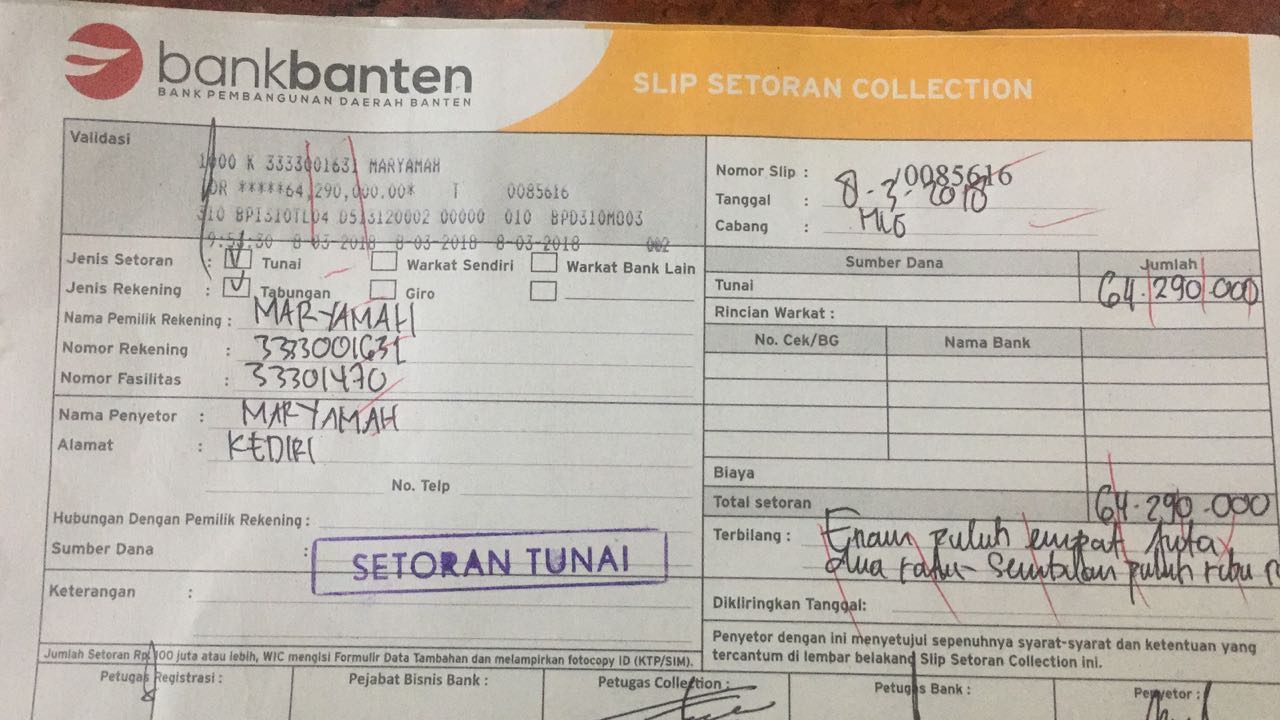 bankbanten
BANK PEMBANGUNAN DAERAH BANTEN
SLIP SETORAN COLLECTION
Validasi
1000 K 3333001631 MARYAMAH
DR *****64,290,000.00* T 0085616
310 BPI310TL04 D513120002 00000 010 BPD310M003
9:51:30 8-03-2018 8-03-2018 8-03-2018 002
Nomor Slip : 0085616
Tanggal : 8-3-2018
Cabang :
Jenis Setoran : Tunai Warkat Sendiri Warkat Bank Lain
Jenis Rekening : Tabungan Giro
Nama Pemilik Rekening : MARYAMAH
Nomor Rekening : 3333001631
Nomor Fasilitas : 33301470
Nama Penyetor : MARYAMAH
Alamat : KEDIRI
No. Telp
Hubungan Dengan Pemilik Rekening :
Sumber Dana :
SETORAN TUNAI
Keterangan :
Sumber Dana Jumlah
Tunai 64.290.000
Rincian Warkat :
No. Cek/BG Nama Bank
Biaya
Total setoran 64.290.000
Terbilang : Enam puluh empat juta
dua ratus sembilan puluh ribu
Dikliringkan Tanggal:
Penyetor dengan ini menyetujui sepenuhnya syarat-syarat dan ketentuan yang
tercantum di lembar belakang Slip Setoran Collection ini.
Jumlah Setoran Rp. 100 juta atau lebih, WIC mengisi Formulir Data Tambahan dan melampirkan fotocopy ID (KTP/SIM).
Petugas Registrasi : Pejabat Bisnis Bank : Petugas Collection : Petugas Bank : Penyetor :